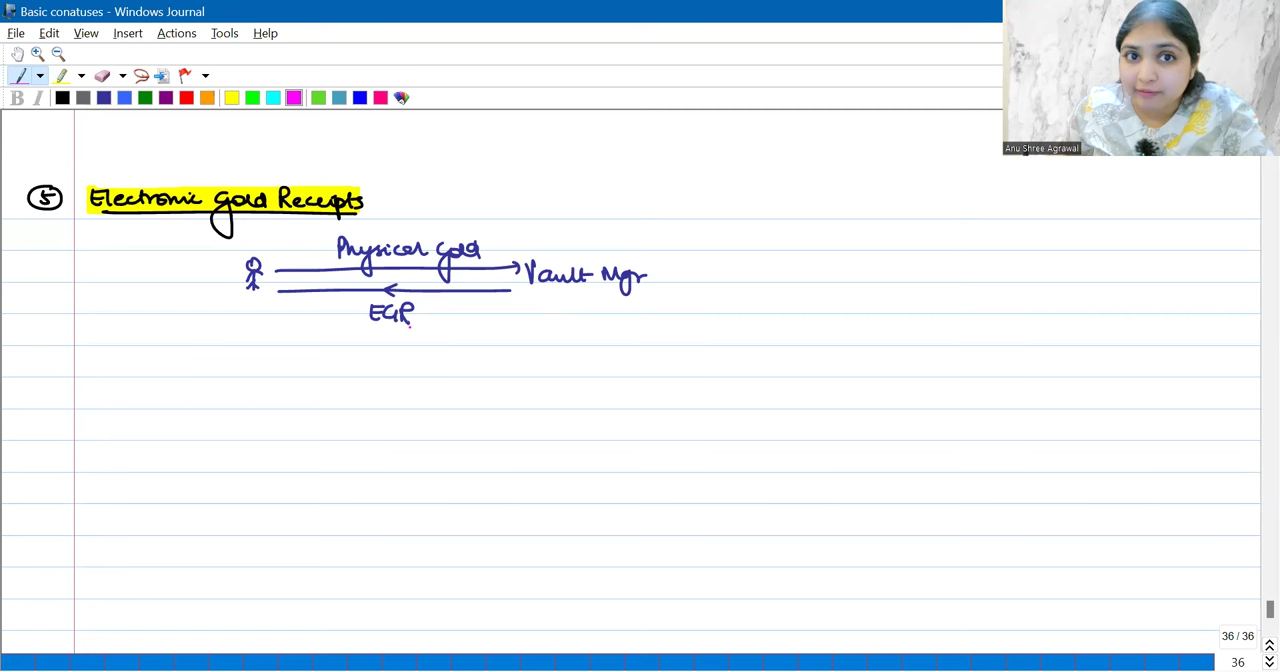 Basic conatuses - Windows Journal
File Edit View Insert Actions Tools Help
B I
Anu Shree Agrawal
5 Electronic Gold Receipts
Physical Gold
Vault Mgr
EGR
36 / 36
36